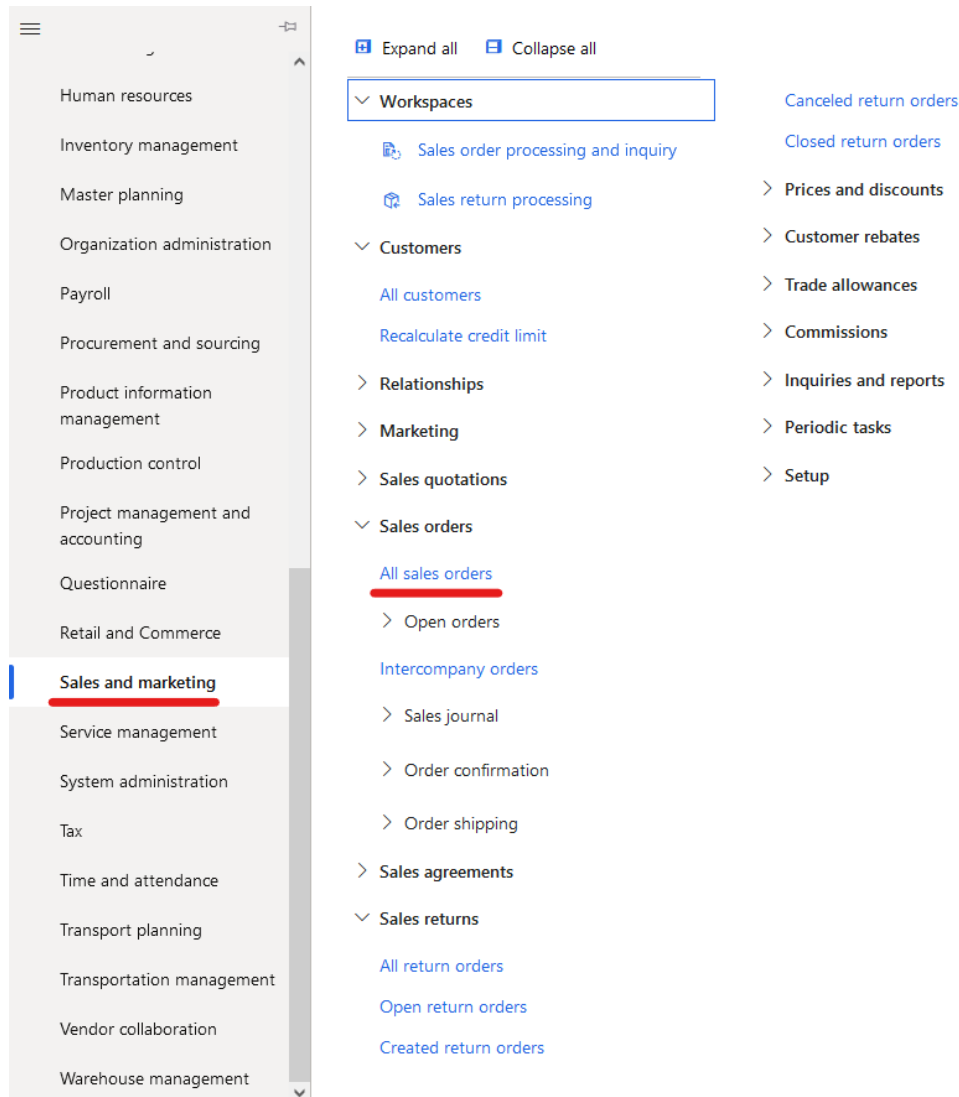 Human resources
Inventory management
Master planning
Organization administration
Payroll
Procurement and sourcing
Product information
management
Production control
Project management and
accounting
Questionnaire
Retail and Commerce
Sales and marketing
Service management
System administration
Tax
Time and attendance
Transport planning
Transportation management
Vendor collaboration
Warehouse management
Expand all
Collapse all
Workspaces
Sales order processing and inquiry
Sales return processing
Customers
All customers
Recalculate credit limit
Relationships
Marketing
Sales quotations
Sales orders
All sales orders
Open orders
Intercompany orders
Sales journal
Order confirmation
Order shipping
Sales agreements
Sales returns
All return orders
Open return orders
Created return orders
Canceled return orders
Closed return orders
Prices and discounts
Customer rebates
Trade allowances
Commissions
Inquiries and reports
Periodic tasks
Setup